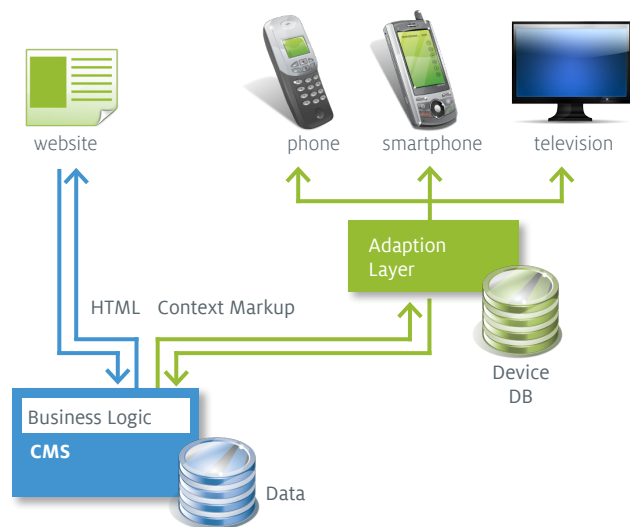 website
phone
smartphone
television
Adaption
Layer
HTML
Context Markup
Device
DB
Business Logic
CMS
Data